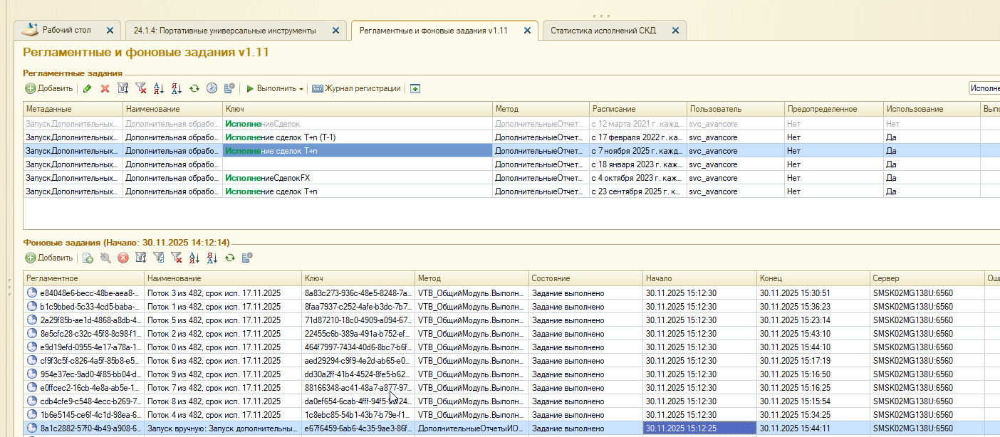 Рабочий стол 24.1.4: Портативные универсальные инструменты Регламентные и фоновые задания v1.11 Статистика исполнений СКД
Регламентные и фоновые задания v1.11
Регламентные задания
Добавить Выполнить Журнал регистрации Исполне
Метаданные Наименование Ключ Метод Расписание Пользователь Предопределенное Использование Выпо
ЗапускДополнительных... Дополнительная обрабо... ИсполнениеСделок ДополнительныеОтчет... с 12 марта 2021 г. кажд... svc_avancore Нет Нет
ЗапускДополнительных... Дополнительная обрабо... Исполнение сделок T+n (T-1) ДополнительныеОтчет... с 17 февраля 2022 г. ка... svc_avancore Нет Да
ЗапускДополнительных... Дополнительная обрабо... Исполнение сделок T+n ДополнительныеОтчет... с 7 ноября 2025 г. кажд... svc_avancore Нет Да
ЗапускДополнительных... Дополнительная обрабо... ДополнительныеОтчет... с 18 января 2023 г. каж... svc_avancore Нет Да
ЗапускДополнительных... Дополнительная обрабо... ИсполнениеСделокFX ДополнительныеОтчет... с 4 октября 2023 г. каж... svc_avancore Нет Да
ЗапускДополнительных... Дополнительная обрабо... Исполнение сделок T+n ДополнительныеОтчет... с 23 сентября 2025 г. к... svc_avancore Нет Да
Фоновые задания (Начало: 30.11.2025 14:12:14)
Добавить
Регламентное Наименование Ключ Метод Состояние Начало Конец Сервер Оши
e84048e6-becc-48be-aea8-... Поток 3 из 482, срок исп. 17.11.2025 8a83c273-936c-48e5-8248-7a... VTB_ОбщийМодуль.Выполн... Задание выполнено 30.11.2025 15:12:30 30.11.2025 15:30:51 SMSK02MG138U:6560
b1c9bbed-5c33-4cd5-baba-... Поток 1 из 482, срок исп. 17.11.2025 8faa7937-c252-4afe-b3dc-7b7... VTB_ОбщийМодуль.Выполн... Задание выполнено 30.11.2025 15:12:30 30.11.2025 15:36:23 SMSK02MG138U:6560
2a29f85b-ae1d-4868-a8db-4... Поток 5 из 482, срок исп. 17.11.2025 71d87210-18c0-4909-a094-67... VTB_ОбщийМодуль.Выполн... Задание выполнено 30.11.2025 15:12:30 30.11.2025 15:23:14 SMSK02MG138U:6560
8e5cfc28-c32c-45f8-8c98-f1... Поток 2 из 482, срок исп. 17.11.2025 22455c6b-389a-491a-b752-ef... VTB_ОбщийМодуль.Выполн... Задание выполнено 30.11.2025 15:12:30 30.11.2025 15:43:10 SMSK02MG138U:6560
e9d19efd-0955-4e17-a78a-1... Поток 0 из 482, срок исп. 17.11.2025 464f7997-7434-40d6-8bc7-b6f... VTB_ОбщийМодуль.Выполн... Задание выполнено 30.11.2025 15:12:30 30.11.2025 15:44:10 SMSK02MG138U:6560
cf9f3c5f-c826-4a5f-85b8-e5... Поток 6 из 482, срок исп. 17.11.2025 aed29294-c9f9-4e2d-ab65-e0... VTB_ОбщийМодуль.Выполн... Задание выполнено 30.11.2025 15:12:30 30.11.2025 15:17:19 SMSK02MG138U:6560
954e37ec-9ad0-4f85-bb04-d... Поток 9 из 482, срок исп. 17.11.2025 dd30a2ff-41b4-4524-8fe5-b62... VTB_ОбщийМодуль.Выполн... Задание выполнено 30.11.2025 15:12:30 30.11.2025 15:16:50 SMSK02MG138U:6560
e0ffcec2-16cb-4e8a-ab5e-1... Поток 7 из 482, срок исп. 17.11.2025 88166348-ac41-48a7-a877-97... VTB_ОбщийМодуль.Выполн... Задание выполнено 30.11.2025 15:12:30 30.11.2025 15:16:25 SMSK02MG138U:6560
cdb4cfe9-c548-4ecc-b269-7... Поток 8 из 482, срок исп. 17.11.2025 VTB_ОбщийМодуль.Выполн... Задание выполнено 30.11.2025 15:12:30 30.11.2025 15:15:54 SMSK02MG138U:6560
1b6e5145-ce6f-4c1d-98ea-6... Поток 4 из 482, срок исп. 17.11.2025 1c8ebc85-54b1-43b7-b79e-f1... VTB_ОбщийМодуль.Выполн... Задание выполнено 30.11.2025 15:12:30 30.11.2025 15:34:25 SMSK02MG138U:6560
8a1c2882-57f0-4b49-a908-6... Запуск вручную: Запуск дополнительны... e67f6459-6ab6-4c35-9ae3-86f... ДополнительныеОтчетыИО... Задание выполнено 30.11.2025 15:12:25 30.11.2025 15:44:11 SMSK02MG138U:6560